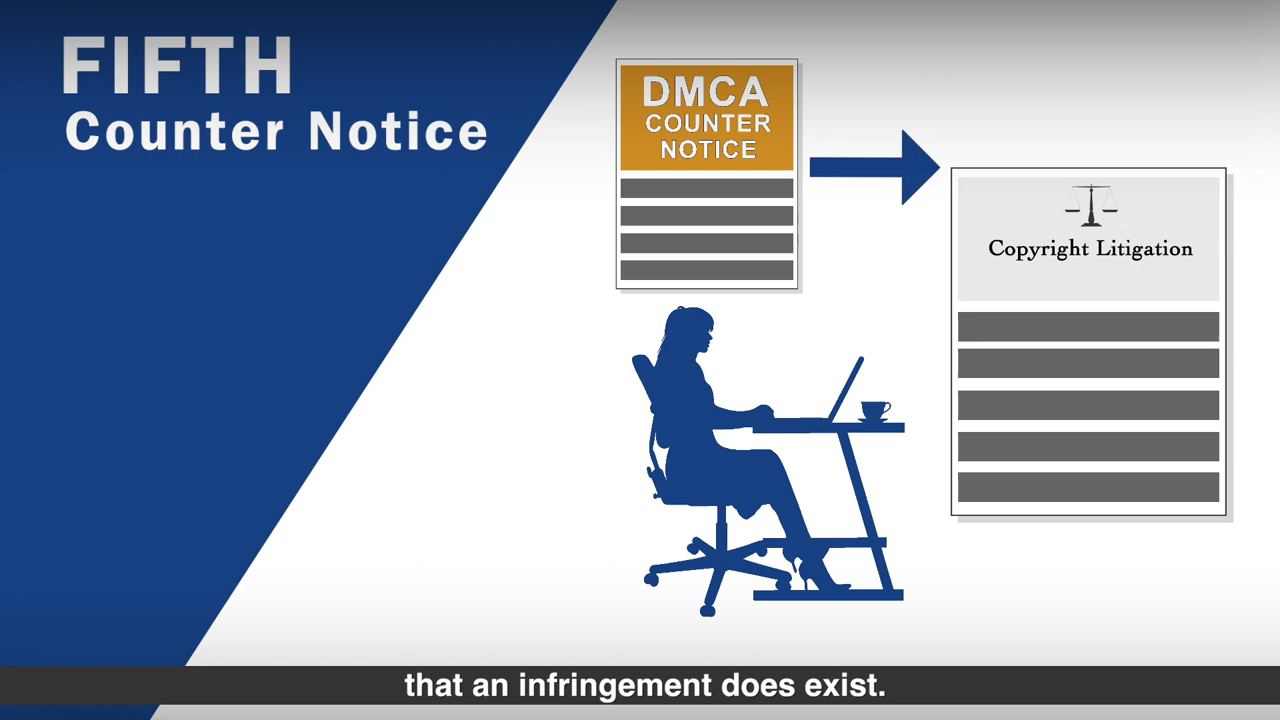 FIFTH
Counter Notice
DMCA
COUNTER
NOTICE
Copyright Litigation
that an infringement does exist.